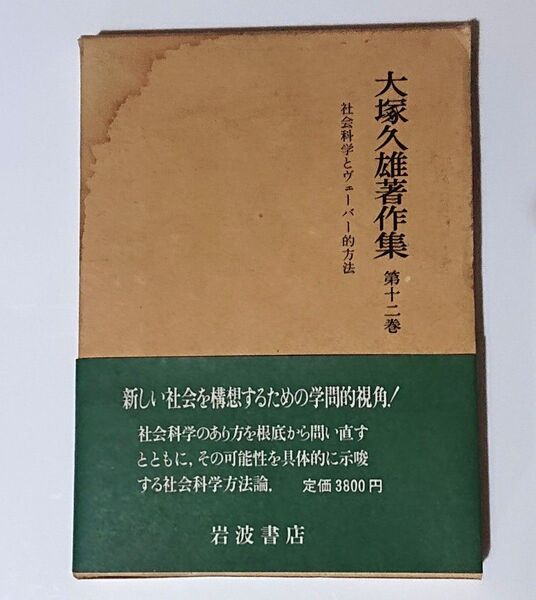 大塚久雄著作集 第十二巻
社会科学とヴェーバー的方法
新しい社会を構想するための学問的視角！
社会科学のあり方を根底から問い直す
とともに，その可能性を具体的に示唆
する社会科学方法論． 定価3800円
岩波書店